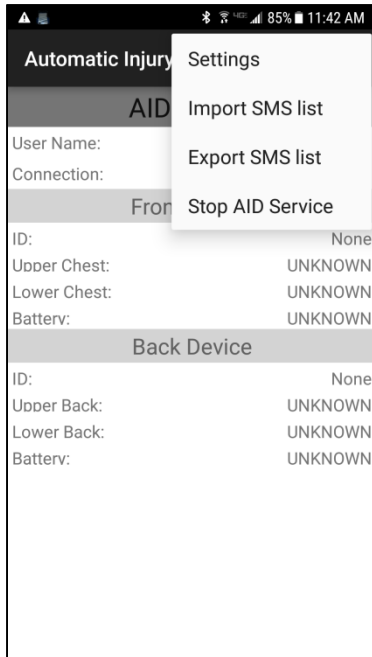 4GE 85% 11:42 AM
Automatic Injury
Settings
Import SMS list
Export SMS list
Stop AID Service
AID
User Name:
Connection:
Fron
ID: None
Upper Chest: UNKNOWN
Lower Chest: UNKNOWN
Battery: UNKNOWN
Back Device
ID: None
Upper Back: UNKNOWN
Lower Back: UNKNOWN
Battery: UNKNOWN